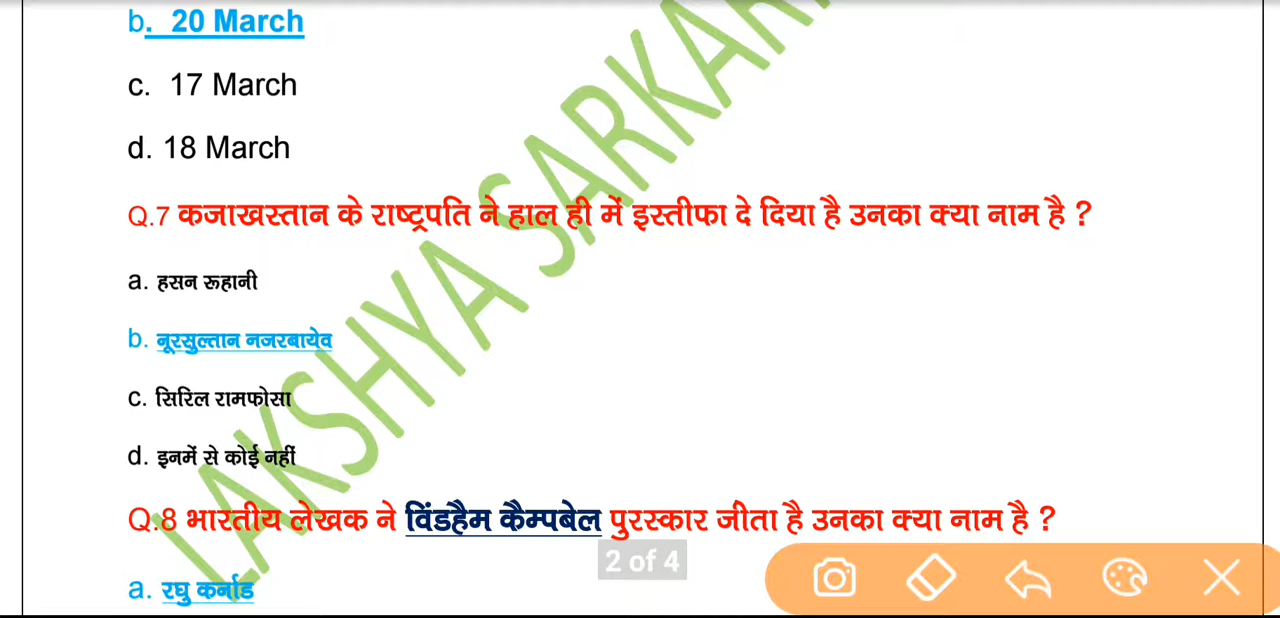 b. 20 March
c. 17 March
d. 18 March
Q.7 कजाखस्तान के राष्ट्रपति ने हाल ही में इस्तीफा दे दिया है उनका क्या नाम है ?
a. हसन रूहानी
b. नूरसुल्तान नजरबायेव
c. सिरिल रामफोसा
d. इनमें से कोई नहीं
Q.8 भारतीय लेखक ने विंडहैम कैम्पबेल पुरस्कार जीता है उनका क्या नाम है ?
2 of 4
a. रघु कर्नाड
LAKSHYA SARKARI